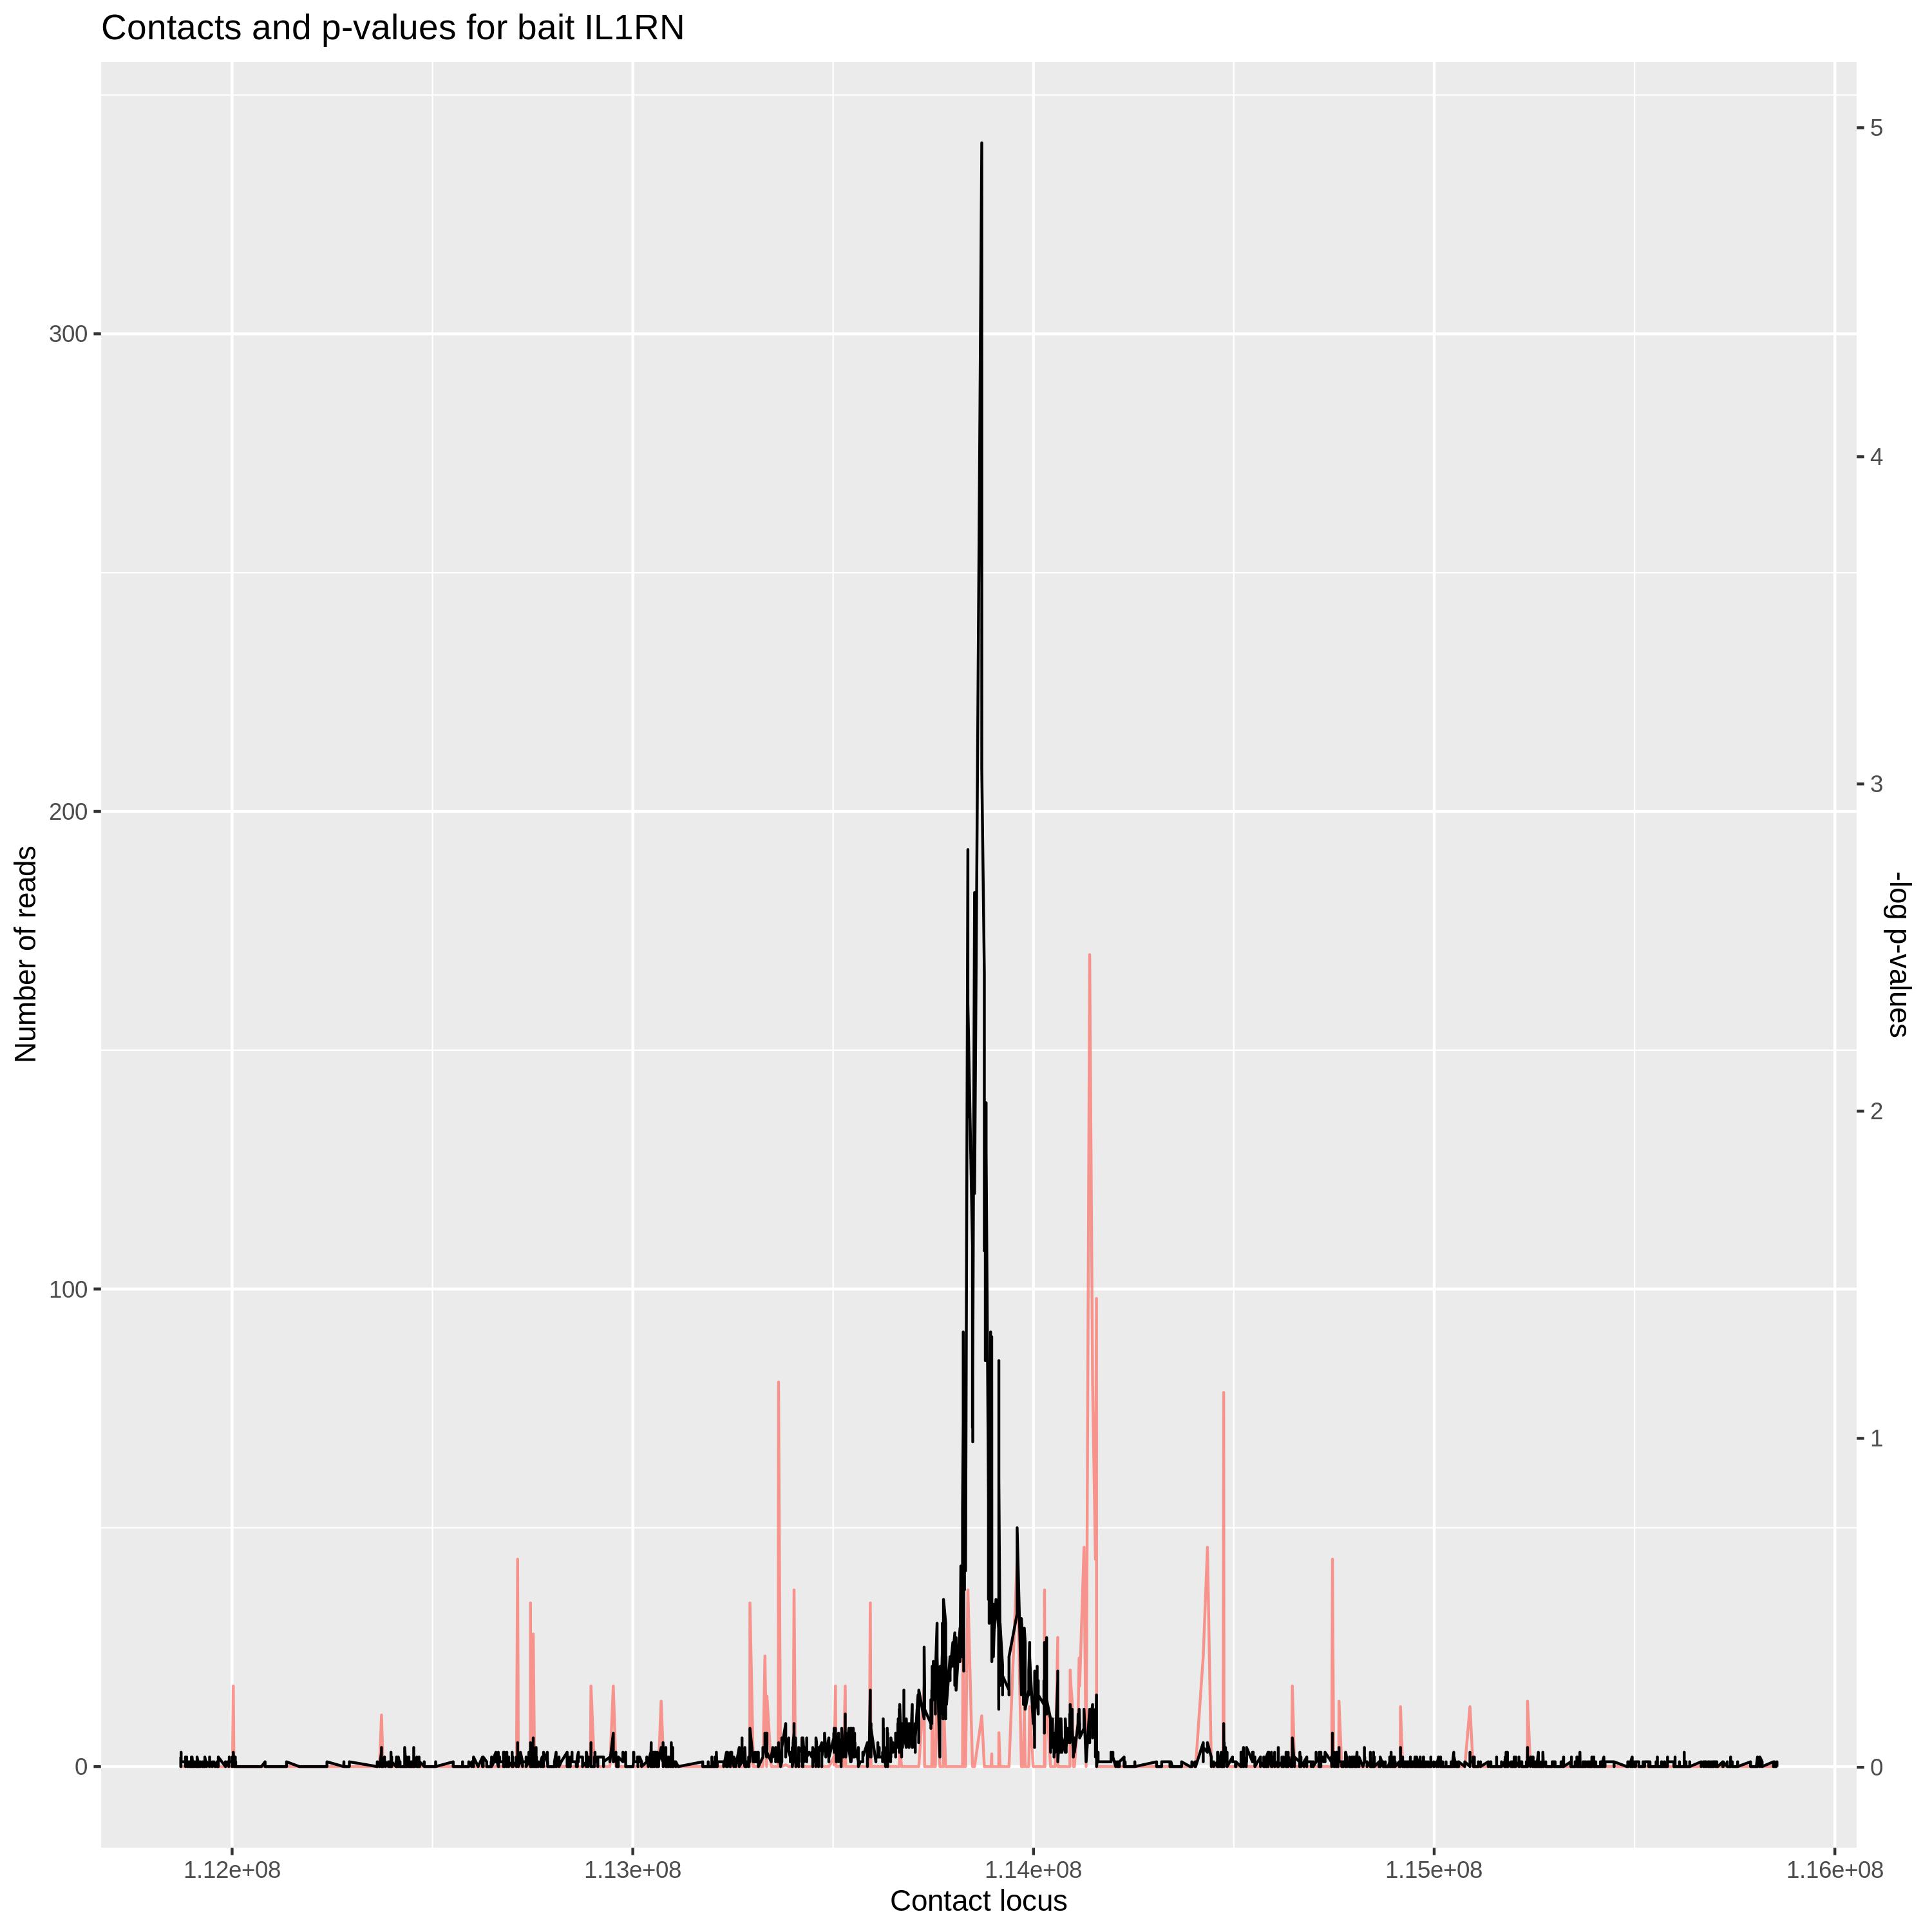 Contacts and p-values for bait IL1RN
300
200
100
0
Number of reads
5
4
3
2
1
0
-log p-values
1.12e+08
1.13e+08
1.14e+08
1.15e+08
1.16e+08
Contact locus